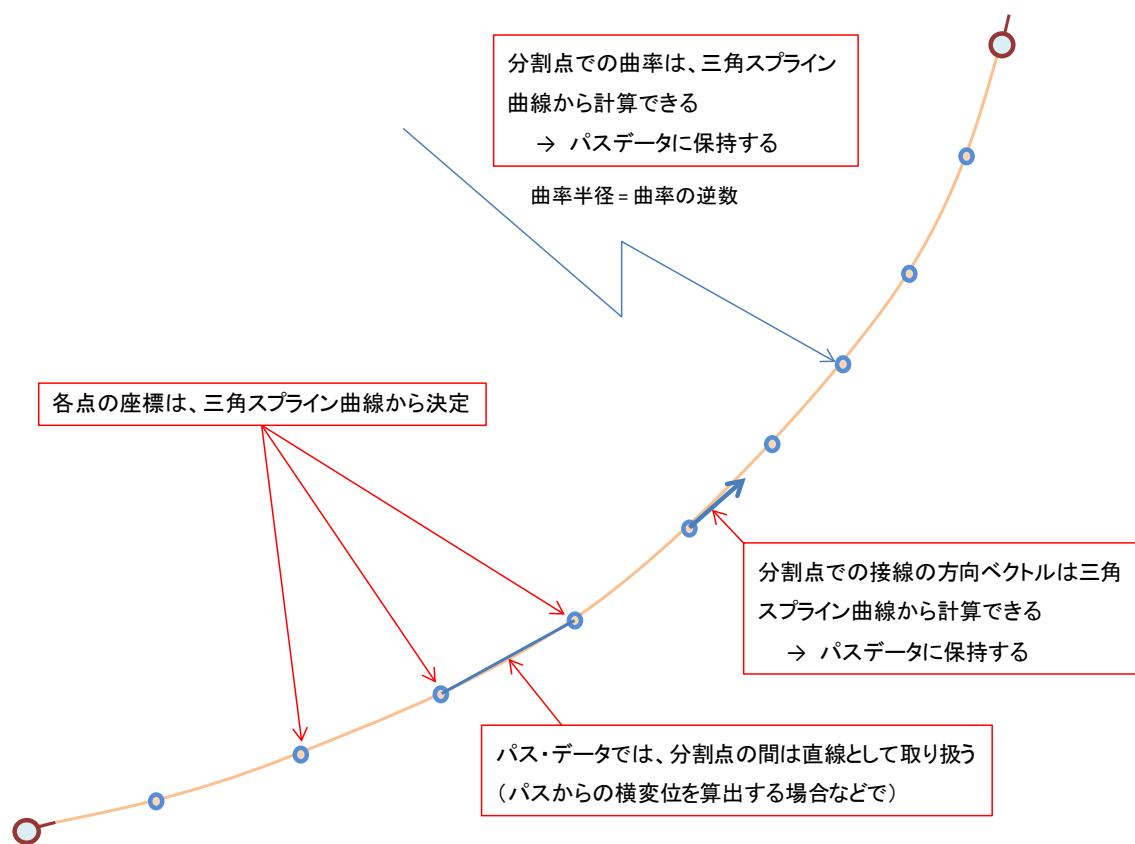 分割点での曲率は、三角スプライン
曲線から計算できる
→ パスデータに保持する
曲率半径 = 曲率の逆数
各点の座標は、三角スプライン曲線から決定
分割点での接線の方向ベクトルは三角
スプライン曲線から計算できる
→ パスデータに保持する
パス・データでは、分割点の間は直線として取り扱う
（パスからの横変位を算出する場合などで）